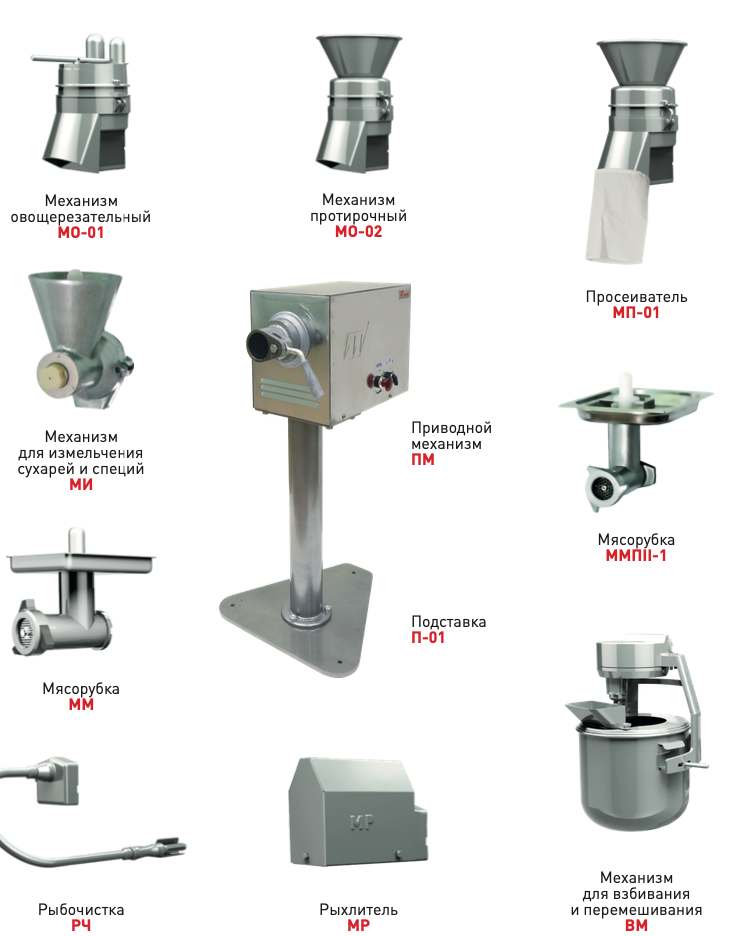 Механизм
овощерезательный
МО-01
Механизм
протирочный
МО-02
Просеиватель
МП-01
Механизм
для измельчения
сухарей и специй
МИ
Приводной
механизм
ПМ
Мясорубка
ММПII-1
Мясорубка
ММ
Подставка
П-01
МР
Рыбочистка
РЧ
Рыхлитель
МР
Механизм
для взбивания
и перемешивания
ВМ